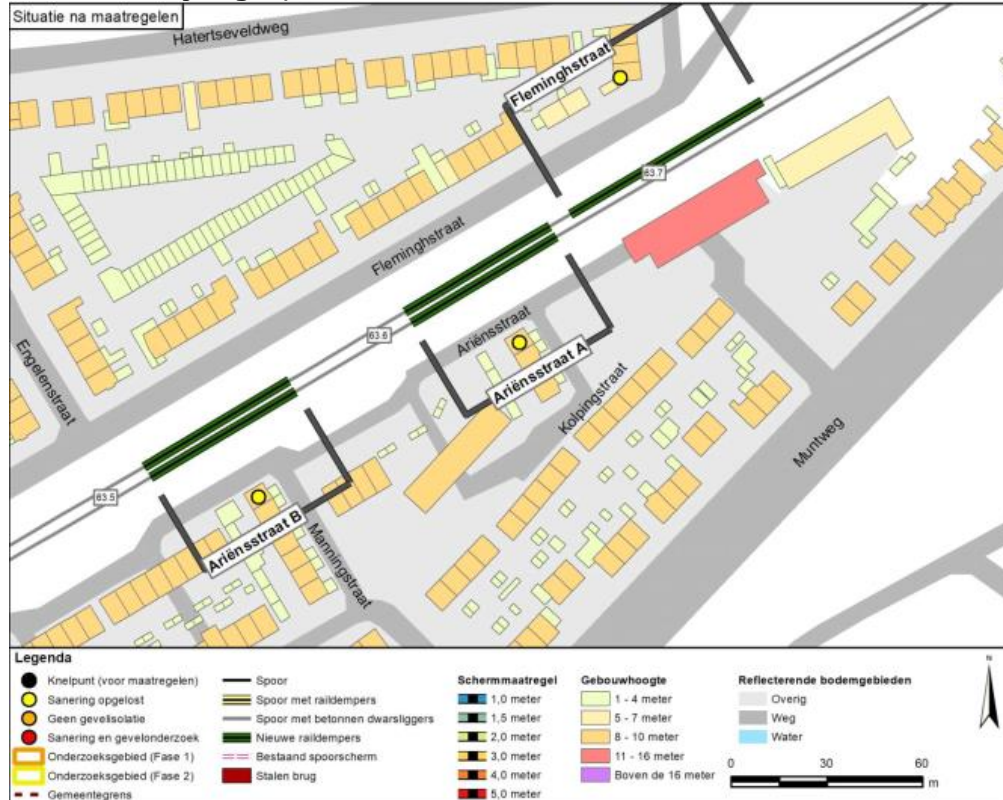 Situatie na maatregelen
Hatertseveldweg
Fleminghstraat
63.7
Fleminghstraat
63.6
Ariënsstraat
Ariënsstraat A
Kolpingstraat
Engelenstraat
Muntweg
63.5
Ariënsstraat B
Manningstraat
Legenda
Knelpunt (voor maatregelen)
Sanering opgelost
Geen gevelisolatie
Sanering en gevelonderzoek
Onderzoeksgebied (Fase 1)
Onderzoeksgebied (Fase 2)
Gemeentegrens
Spoor
Spoor met raildempers
Spoor met betonnen dwarsliggers
Nieuwe raildempers
Bestaand spoorscherm
Stalen brug
Schermmaatregel
1,0 meter
1,5 meter
2,0 meter
3,0 meter
4,0 meter
5,0 meter
Gebouwhoogte
1 - 4 meter
5 - 7 meter
8 - 10 meter
11 - 16 meter
Boven de 16 meter
Reflecterende bodemgebieden
Overig
Weg
Water
N
0 30 60
m